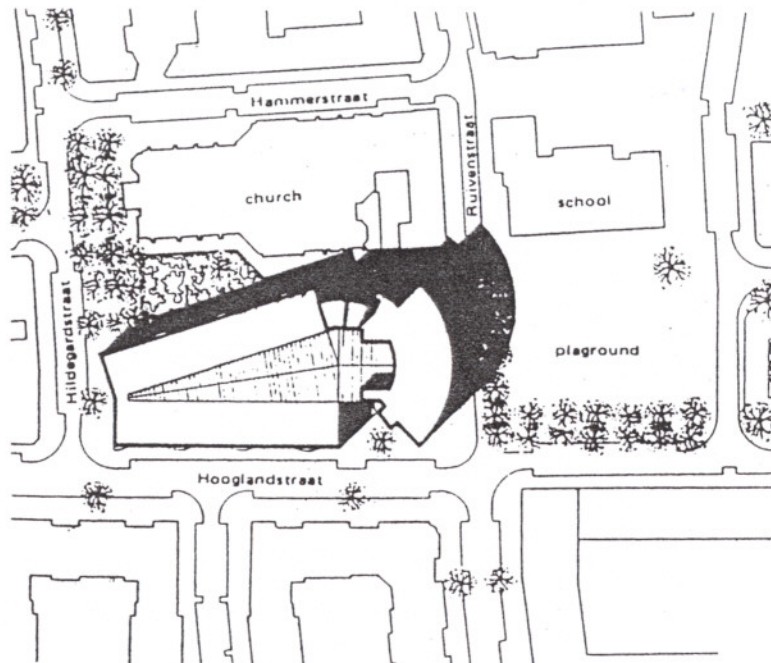 Hammerstraat
Ruivenstraat
church
school
Hildegardstraat
plaground
Hooglandstraat